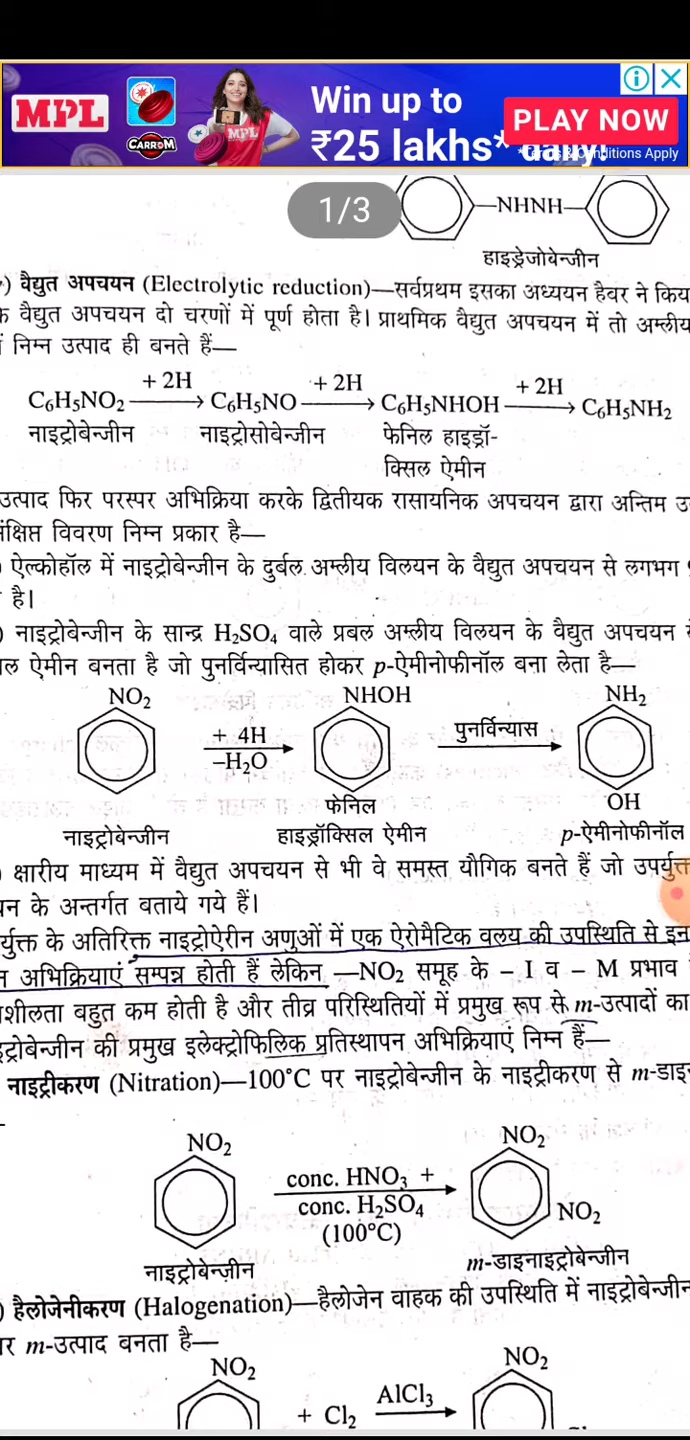 MPL
CARROM
MPL
Win up to
₹25 lakhs* daily!
PLAY NOW
*Terms & Conditions Apply
1/3
—NHNH—
हाइड्रेजोबेन्जीन
) वैद्युत अपचयन (Electrolytic reduction)—सर्वप्रथम इसका अध्ययन हैबर ने किय
के वैद्युत अपचयन दो चरणों में पूर्ण होता है। प्राथमिक वैद्युत अपचयन में तो अम्लीय
निम्न उत्पाद ही बनते हैं—
+ 2H + 2H + 2H
C₆H₅NO₂ ⟶ C₆H₅NO ⟶ C₆H₅NHOH ⟶ C₆H₅NH₂
नाइट्रोबेन्जीन नाइट्रोसोबेन्जीन फेनिल हाइड्रॉ-
क्सिल ऐमीन
उत्पाद फिर परस्पर अभिक्रिया करके द्वितीयक रासायनिक अपचयन द्वारा अन्तिम उ
संक्षिप्त विवरण निम्न प्रकार है—
) ऐल्कोहॉल में नाइट्रोबेन्जीन के दुर्बल अम्लीय विलयन के वैद्युत अपचयन से लगभग
है।
) नाइट्रोबेन्जीन के सान्द्र H₂SO₄ वाले प्रबल अम्लीय विलयन के वैद्युत अपचयन
ल ऐमीन बनता है जो पुनर्विन्यासित होकर p-ऐमीनोफीनॉल बना लेता है—
NO₂ NHOH NH₂
+ 4H पुनर्विन्यास
–H₂O
फेनिल OH
नाइट्रोबेन्जीन हाइड्रॉक्सिल ऐमीन p-ऐमीनोफीनॉल
) क्षारीय माध्यम में वैद्युत अपचयन से भी वे समस्त यौगिक बनते हैं जो उपर्युक्त
यन के अन्तर्गत बताये गये हैं।
र्युक्त के अतिरिक्त नाइट्रोऐरीन अणुओं में एक ऐरोमैटिक वलय की उपस्थिति से इन
न अभिक्रियाएं सम्पन्न होती हैं लेकिन —NO₂ समूह के – I व – M प्रभाव
शीलता बहुत कम होती है और तीव्र परिस्थितियों में प्रमुख रूप से m-उत्पादों का
इट्रोबेन्जीन की प्रमुख इलेक्ट्रोफिलिक प्रतिस्थापन अभिक्रियाएं निम्न हैं—
नाइट्रीकरण (Nitration)—100°C पर नाइट्रोबेन्जीन के नाइट्रीकरण से m-डाइन
NO₂ NO₂
conc. HNO₃ +
conc. H₂SO₄ NO₂
(100°C)
नाइट्रोबेन्ज़ीन m-डाइनाइट्रोबेन्जीन
) हैलोजेनीकरण (Halogenation)—हैलोजेन वाहक की उपस्थिति में नाइट्रोबेन्जीन
र m-उत्पाद बनता है—
NO₂ NO₂
+ Cl₂ AlCl₃